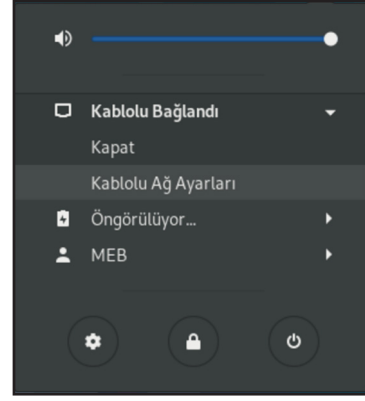 Kablolu Bağlandı
Kapat
Kablolu Ağ Ayarları
Öngörülüyor...
MEB